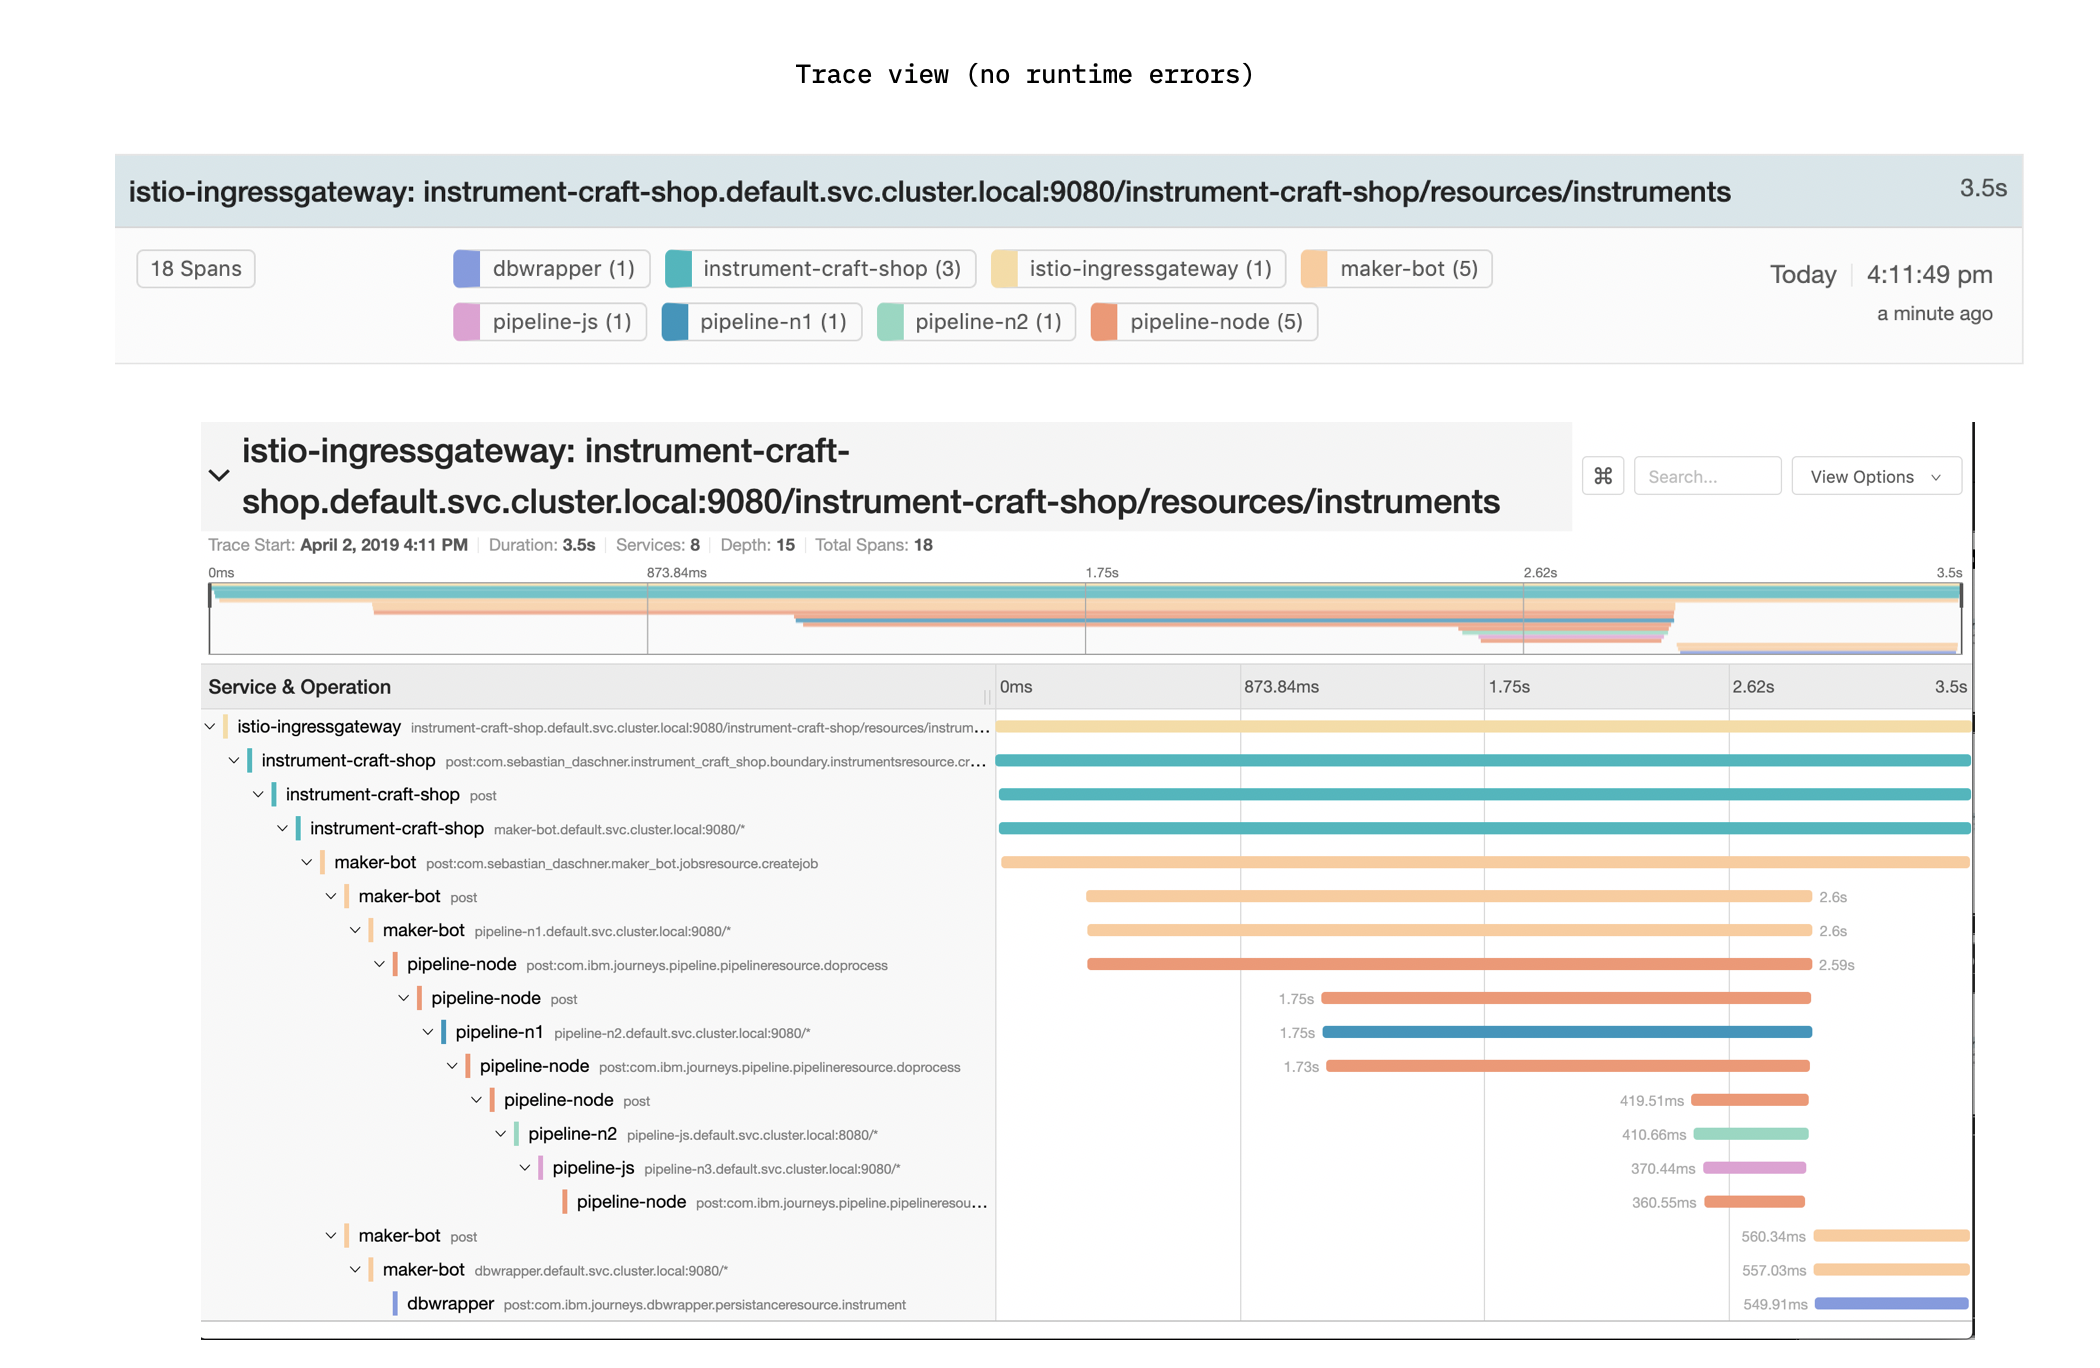 Trace view (no runtime errors)
istio-ingressgateway: instrument-craft-shop.default.svc.cluster.local:9080/instrument-craft-shop/resources/instruments 3.5s
18 Spans dbwrapper (1) instrument-craft-shop (3) istio-ingressgateway (1) maker-bot (5) Today 4:11:49 pm
pipeline-js (1) pipeline-n1 (1) pipeline-n2 (1) pipeline-node (5) a minute ago
istio-ingressgateway: instrument-craft-
shop.default.svc.cluster.local:9080/instrument-craft-shop/resources/instruments
⌘ Search... View Options
Trace Start: April 2, 2019 4:11 PM Duration: 3.5s Services: 8 Depth: 15 Total Spans: 18
0ms 873.84ms 1.75s 2.62s 3.5s
Service & Operation 0ms 873.84ms 1.75s 2.62s 3.5s
istio-ingressgateway instrument-craft-shop.default.svc.cluster.local:9080/instrument-craft-shop/resources/instrum...
instrument-craft-shop post:com.sebastian_daschner.instrument_craft_shop.boundary.instrumentsresource.cr...
instrument-craft-shop post
instrument-craft-shop maker-bot.default.svc.cluster.local:9080/*
maker-bot post:com.sebastian_daschner.maker_bot.jobsresource.createjob
maker-bot post 2.6s
maker-bot pipeline-n1.default.svc.cluster.local:9080/* 2.6s
pipeline-node post:com.ibm.journeys.pipeline.pipelineresource.doprocess 2.59s
pipeline-node post 1.75s
pipeline-n1 pipeline-n2.default.svc.cluster.local:9080/* 1.75s
pipeline-node post:com.ibm.journeys.pipeline.pipelineresource.doprocess 1.73s
pipeline-node post 419.51ms
pipeline-n2 pipeline-js.default.svc.cluster.local:8080/* 410.66ms
pipeline-js pipeline-n3.default.svc.cluster.local:9080/* 370.44ms
pipeline-node post:com.ibm.journeys.pipeline.pipelineresou... 360.55ms
maker-bot post 560.34ms
maker-bot dbwrapper.default.svc.cluster.local:9080/* 557.03ms
dbwrapper post:com.ibm.journeys.dbwrapper.persistanceresource.instrument 549.91ms